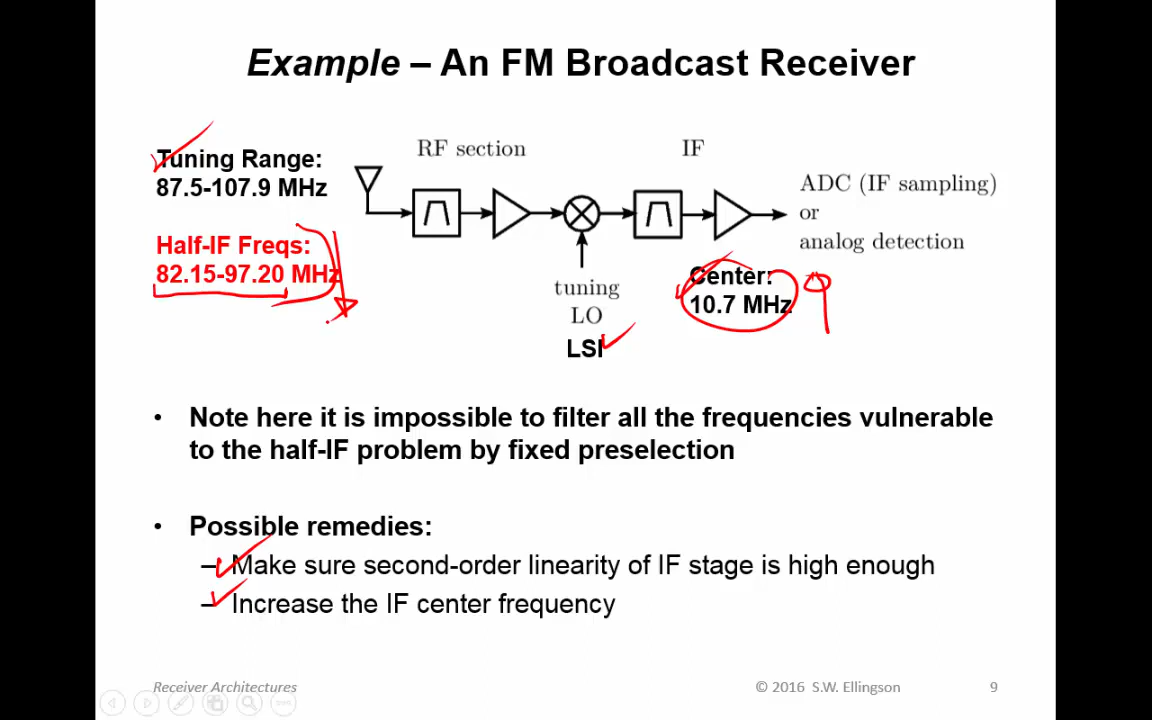 Example – An FM Broadcast Receiver
RF section
IF
Tuning Range:
87.5-107.9 MHz
Half-IF Freqs:
82.15-97.20 MHz
ADC (IF sampling)
or
analog detection
Center:
10.7 MHz
tuning
LO
LSI
• Note here it is impossible to filter all the frequencies vulnerable
to the half-IF problem by fixed preselection
• Possible remedies:
– Make sure second-order linearity of IF stage is high enough
– Increase the IF center frequency
Receiver Architectures
© 2016 S.W. Ellingson
9